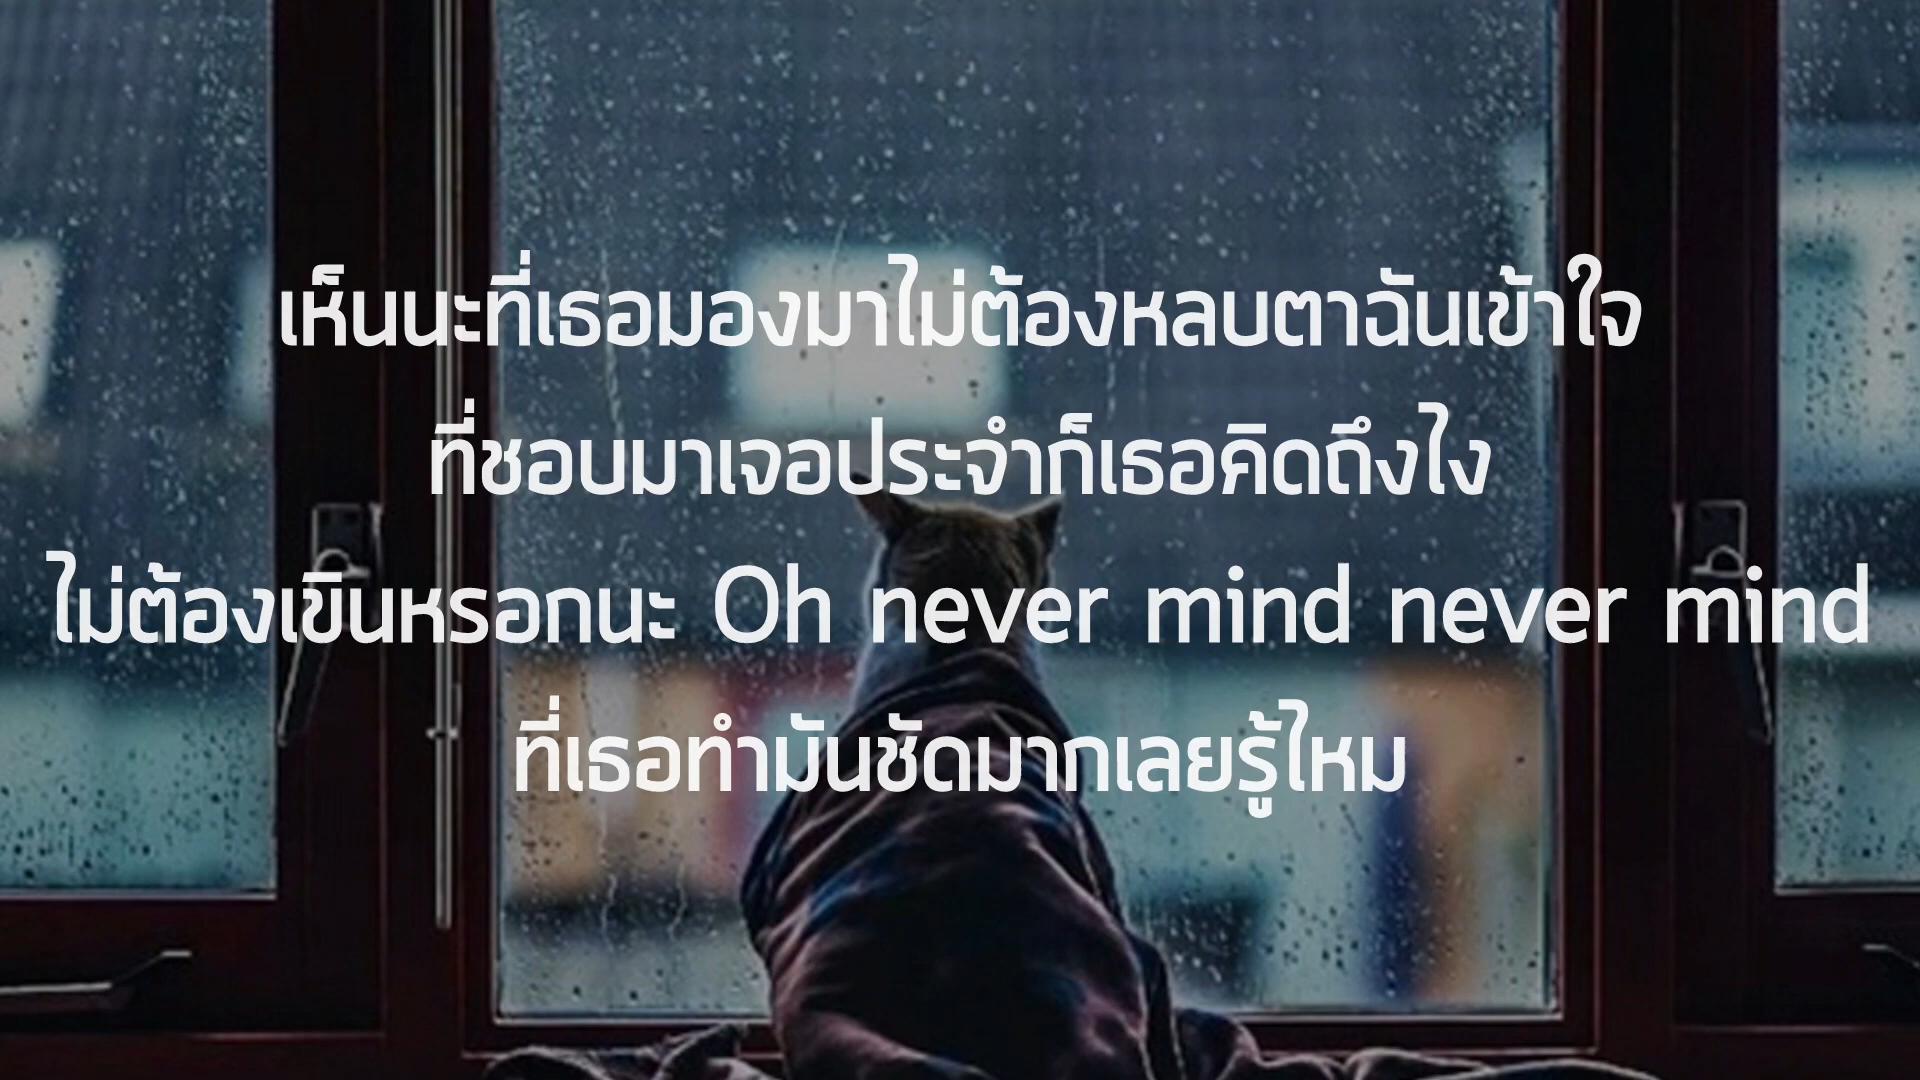 เห็นนะที่เธอมองมาไม่ต้องหลบตาฉันเข้าใจ
ที่ชอบมาเจอประจำก็เธอคิดถึงไง
ไม่ต้องเขินหรอกนะ Oh never mind never mind
ที่เธอทำมันชัดมากเลยรู้ไหม